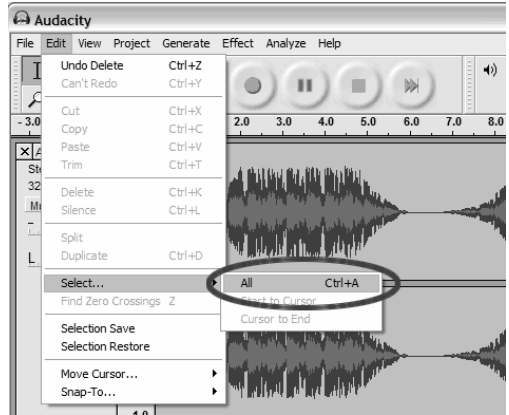 Audacity
File Edit View Project Generate Effect Analyze Help
Undo Delete Ctrl+Z
Can't Redo Ctrl+Y
- 3.0 2.0 3.0 4.0 5.0 6.0 7.0 8.0
Cut Ctrl+X
Copy Ctrl+C
Paste Ctrl+V
Trim Ctrl+T
32
Delete Ctrl+K
Silence Ctrl+L
Split
Duplicate Ctrl+D
L
Select...
All Ctrl+A
Find Zero Crossings Z
Start to Cursor
Cursor to End
Selection Save
Selection Restore
Move Cursor...
Snap-To...